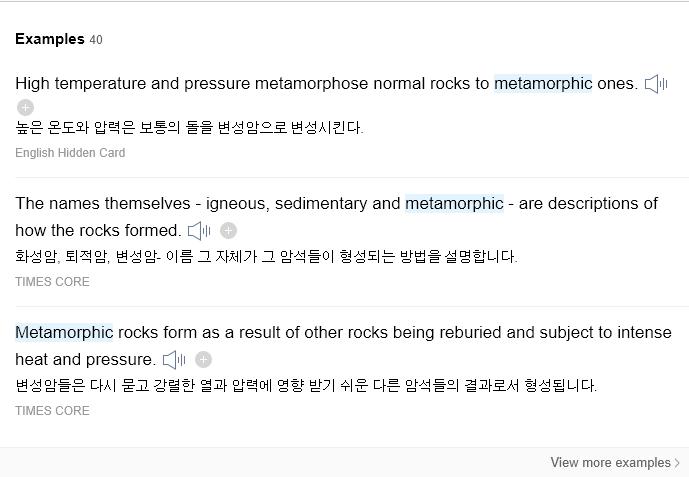 Examples 40
High temperature and pressure metamorphose normal rocks to metamorphic ones.
높은 온도와 압력은 보통의 돌을 변성암으로 변성시킨다.
English Hidden Card
The names themselves - igneous, sedimentary and metamorphic - are descriptions of
how the rocks formed.
화성암, 퇴적암, 변성암- 이름 그 자체가 그 암석들이 형성되는 방법을 설명합니다.
TIMES CORE
Metamorphic rocks form as a result of other rocks being reburied and subject to intense
heat and pressure.
변성암들은 다시 묻고 강렬한 열과 압력에 영향 받기 쉬운 다른 암석들의 결과로서 형성됩니다.
TIMES CORE
View more examples >